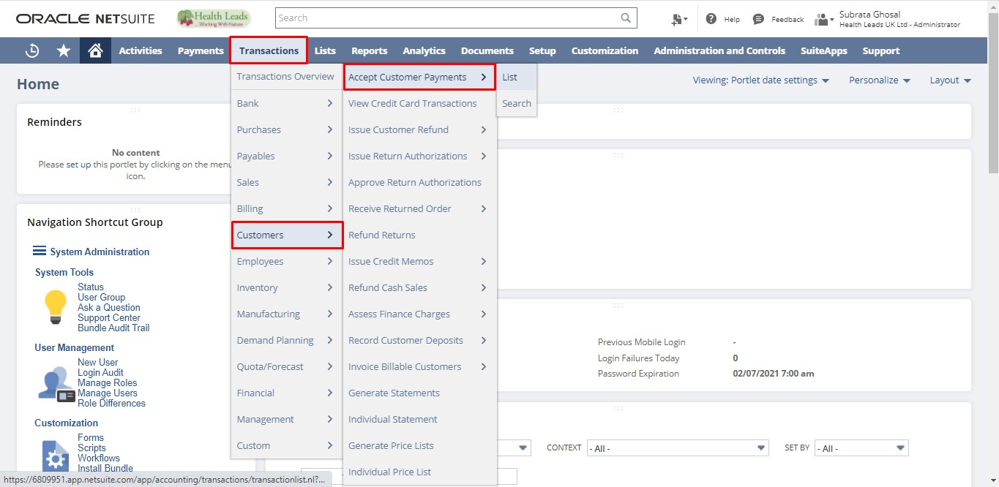 ORACLE NETSUITE
Health Leads
...Working With Nature
Search
Help
Feedback
Subrata Ghosal
Health Leads UK Ltd - Administrator
Activities Payments Transactions Lists Reports Analytics Documents Setup Customization Administration and Controls SuiteApps Support
Home
Viewing: Portlet date settings Personalize Layout
Transactions Overview
Bank
Purchases
Payables
Sales
Billing
Customers
Employees
Inventory
Manufacturing
Demand Planning
Quota/Forecast
Financial
Management
Custom
Accept Customer Payments
View Credit Card Transactions
Issue Customer Refund
Issue Return Authorizations
Approve Return Authorizations
Receive Returned Order
Refund Returns
Issue Credit Memos
Refund Cash Sales
Assess Finance Charges
Record Customer Deposits
Invoice Billable Customers
Generate Statements
Individual Statement
Generate Price Lists
Individual Price List
List
Search
Reminders
No content
Please set up this portlet by clicking on the menu
icon.
Navigation Shortcut Group
System Administration
System Tools
Status
User Group
Ask a Question
Support Center
Bundle Audit Trail
User Management
New User
Login Audit
Manage Roles
Manage Users
Role Differences
Customization
Forms
Scripts
Workflows
Install Bundle
Previous Mobile Login -
Login Failures Today 0
Password Expiration 02/07/2021 7:00 am
CONTEXT - All - SET BY - All -
https://6809951.app.netsuite.com/app/accounting/transactions/transactionlist.nl?...